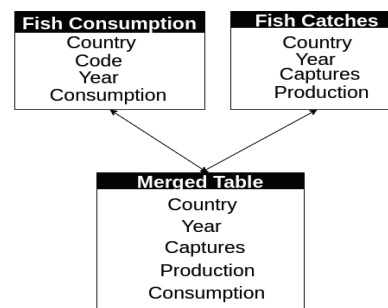 Fish Consumption
Country
Code
Year
Consumption
Fish Catches
Country
Year
Captures
Production
Merged Table
Country
Year
Captures
Production
Consumption